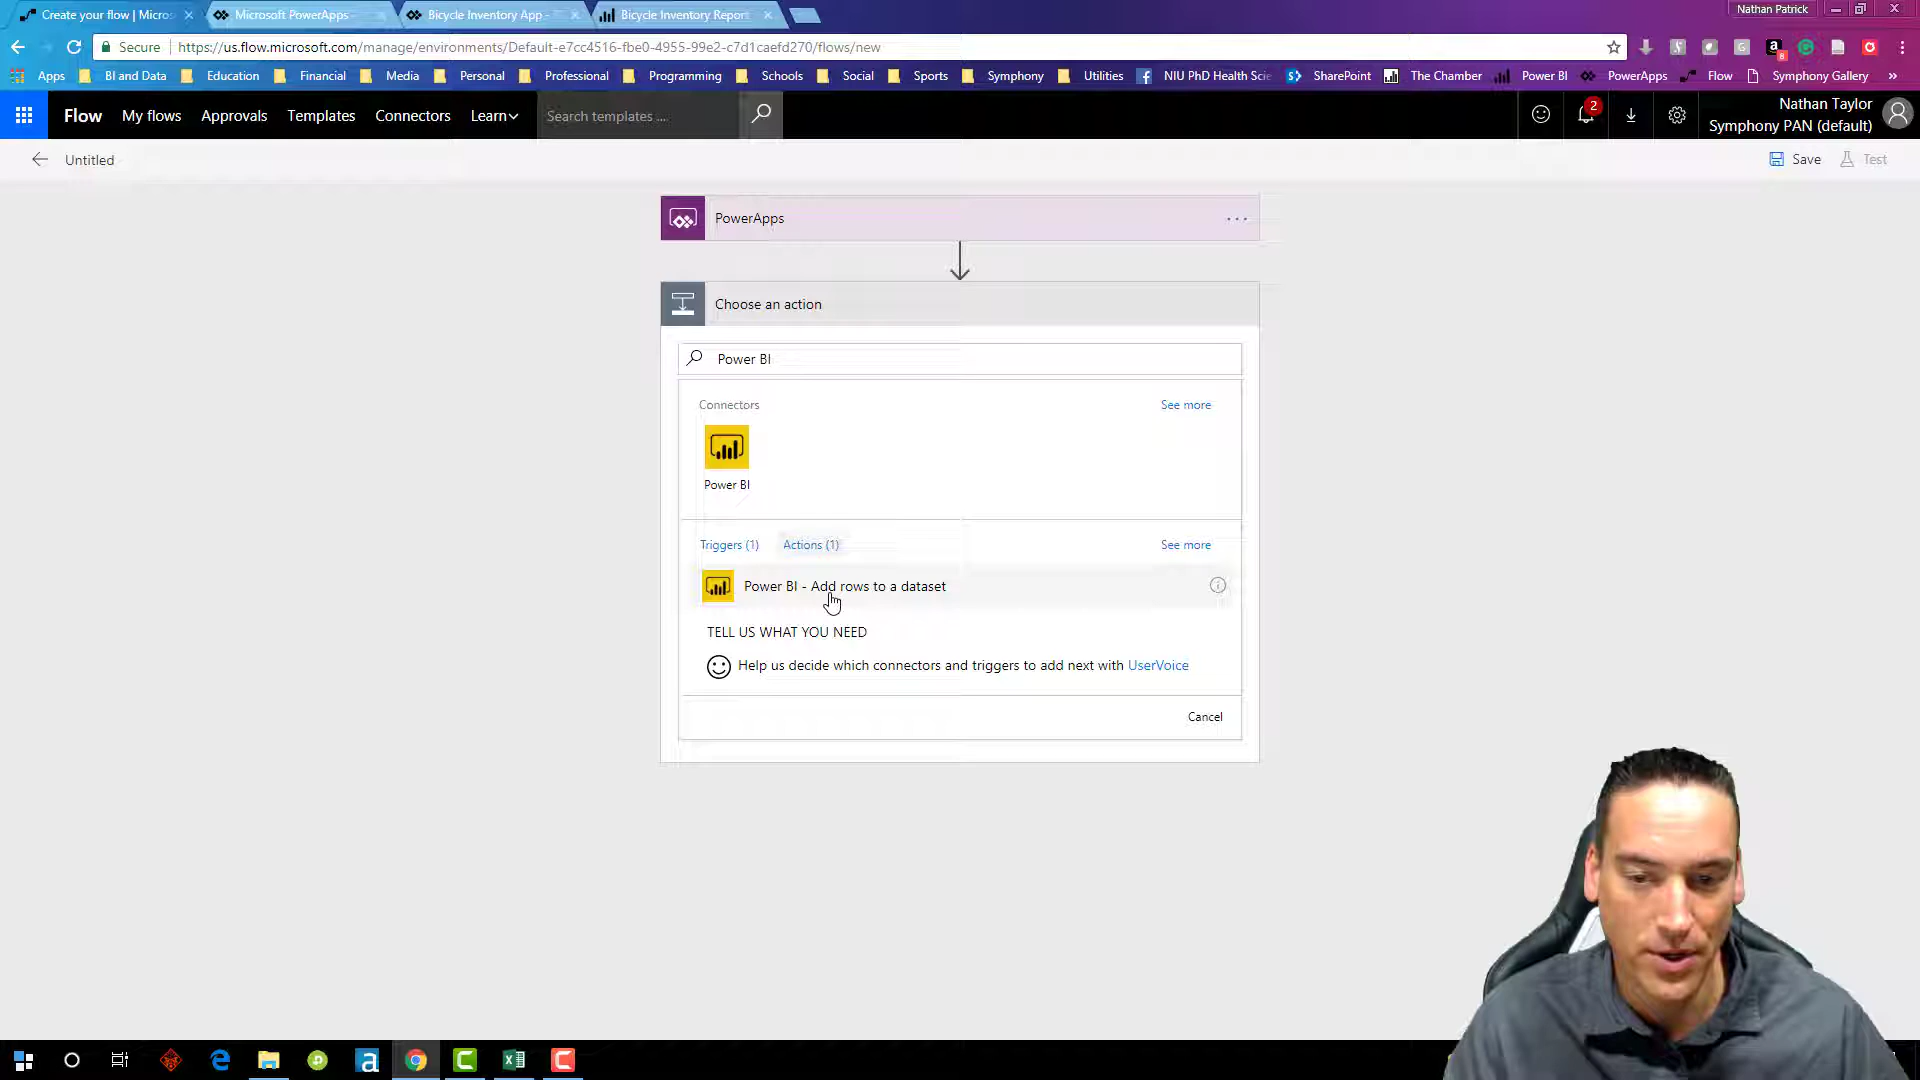 Create your flow | Micros
Microsoft PowerApps
Bicycle Inventory App -
Bicycle Inventory Report
Nathan Patrick
Secure
https://us.flow.microsoft.com/manage/environments/Default-e7cc4516-fbe0-4955-99e2-c7d1caefd270/flows/new
Apps
BI and Data
Education
Financial
Media
Personal
Professional
Programming
Schools
Social
Sports
Symphony
Utilities
NIU PhD Health Scie
SharePoint
The Chamber
Power BI
PowerApps
Flow
Symphony Gallery
»
Flow
My flows
Approvals
Templates
Connectors
Learn
Search templates ....
2
Nathan Taylor
Symphony PAN (default)
Untitled
Save
Test
PowerApps
Choose an action
Power BI
Connectors
See more
Power BI
Triggers (1)
Actions (1)
See more
Power BI - Add rows to a dataset
TELL US WHAT YOU NEED
Help us decide which connectors and triggers to add next with UserVoice
Cancel